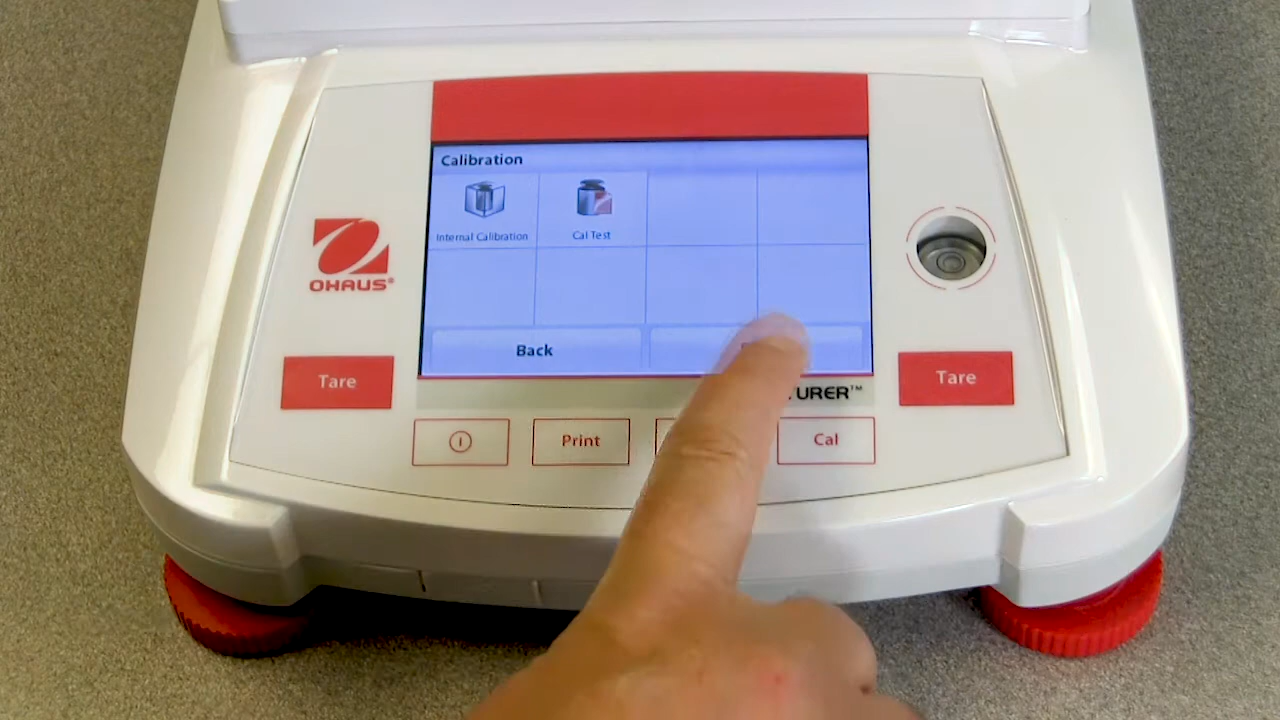 Calibration
Internal Calibration
Cal Test
OHAUS®
Back
Tare
Tare
Print
Cal